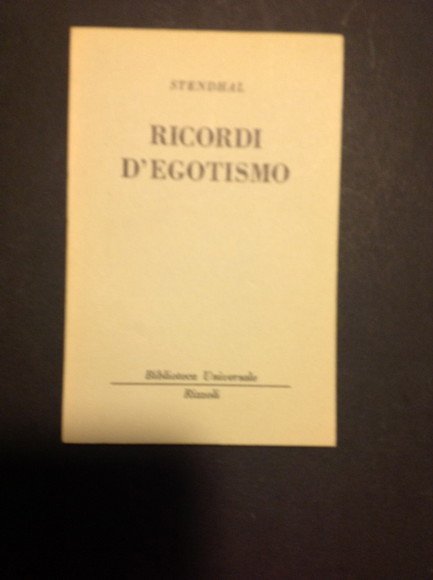 STENDHAL
RICORDI
D'EGOTISMO
Biblioteca Universale
Rizzoli